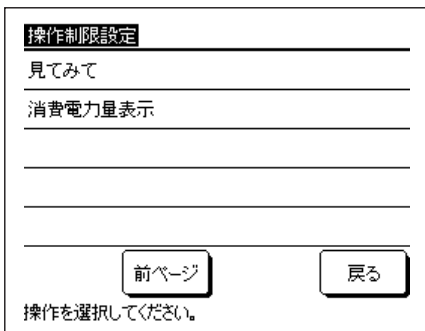 操作制限設定
見てみて
消費電力量表示
前ページ
戻る
操作を選択してください。